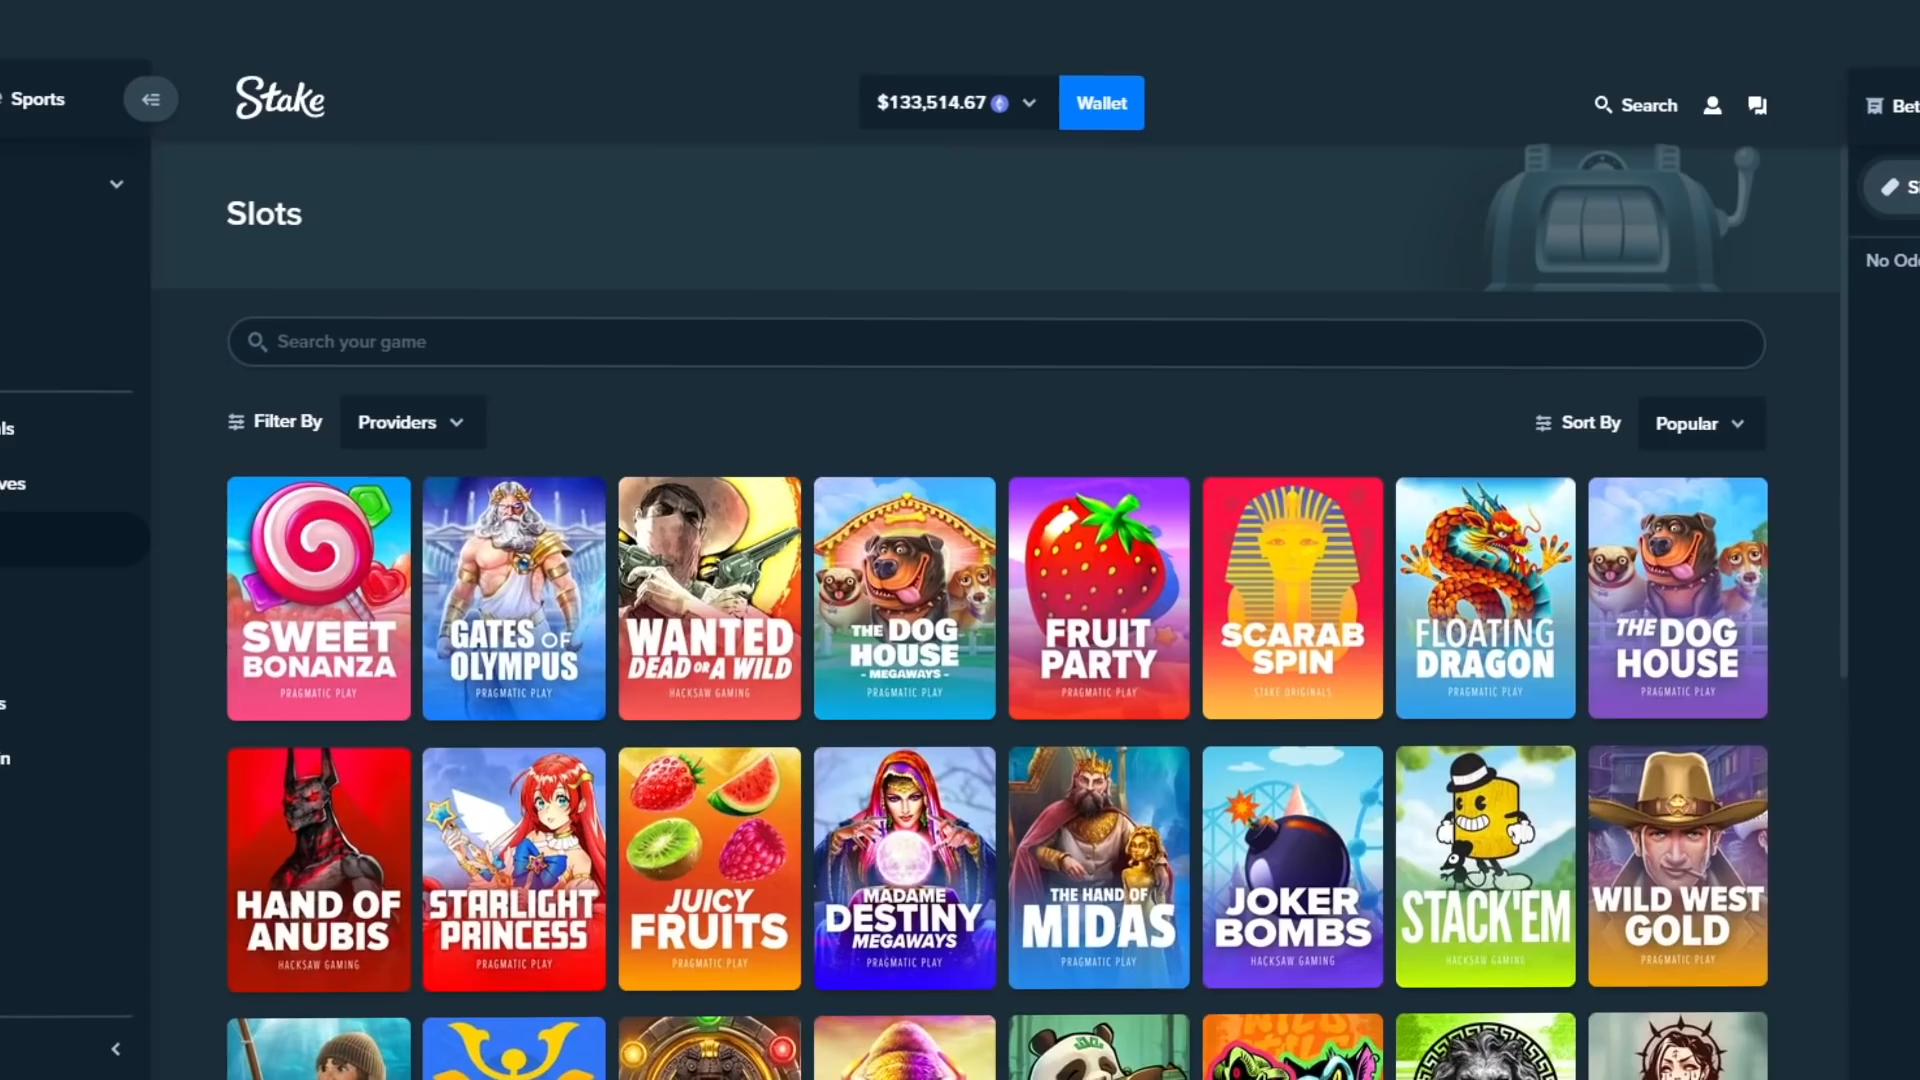 Sports
Stake
$133,514.67
Wallet
Search
Bet
Slots
No Od
Search your game
Filter By
Providers
Sort By
Popular
ls
ves
SWEET
BONANZA
PRAGMATIC PLAY
GATES OF
OLYMPUS
PRAGMATIC PLAY
WANTED
DEAD OR A WILD
HACKSAW GAMING
THE DOG
HOUSE
- MEGAWAYS -
PRAGMATIC PLAY
FRUIT
PARTY
PRAGMATIC PLAY
SCARAB
SPIN
STAKE ORIGINALS
FLOATING
DRAGON
PRAGMATIC PLAY
THE DOG
HOUSE
PRAGMATIC PLAY
s
in
HAND OF
ANUBIS
HACKSAW GAMING
STARLIGHT
PRINCESS
PRAGMATIC PLAY
JUICY
FRUITS
PRAGMATIC PLAY
MADAME
DESTINY
MEGAWAYS
PRAGMATIC PLAY
THE HAND OF
MIDAS
PRAGMATIC PLAY
JOKER
BOMBS
HACKSAW GAMING
STACK'EM
HACKSAW GAMING
WILD WEST
GOLD
PRAGMATIC PLAY